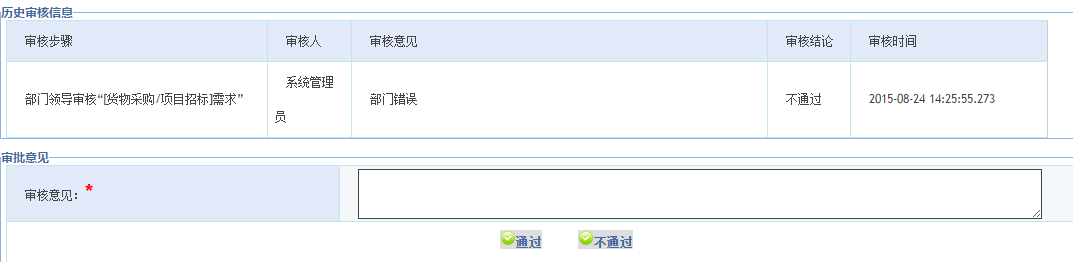 历史审核信息
审核步骤 审核人 审核意见 审核结论 审核时间
部门领导审核“[货物采购/项目招标]需求” 系统管理员 部门错误 不通过 2015-08-24 14:25:55.273
审批意见
审核意见：*
通过 不通过